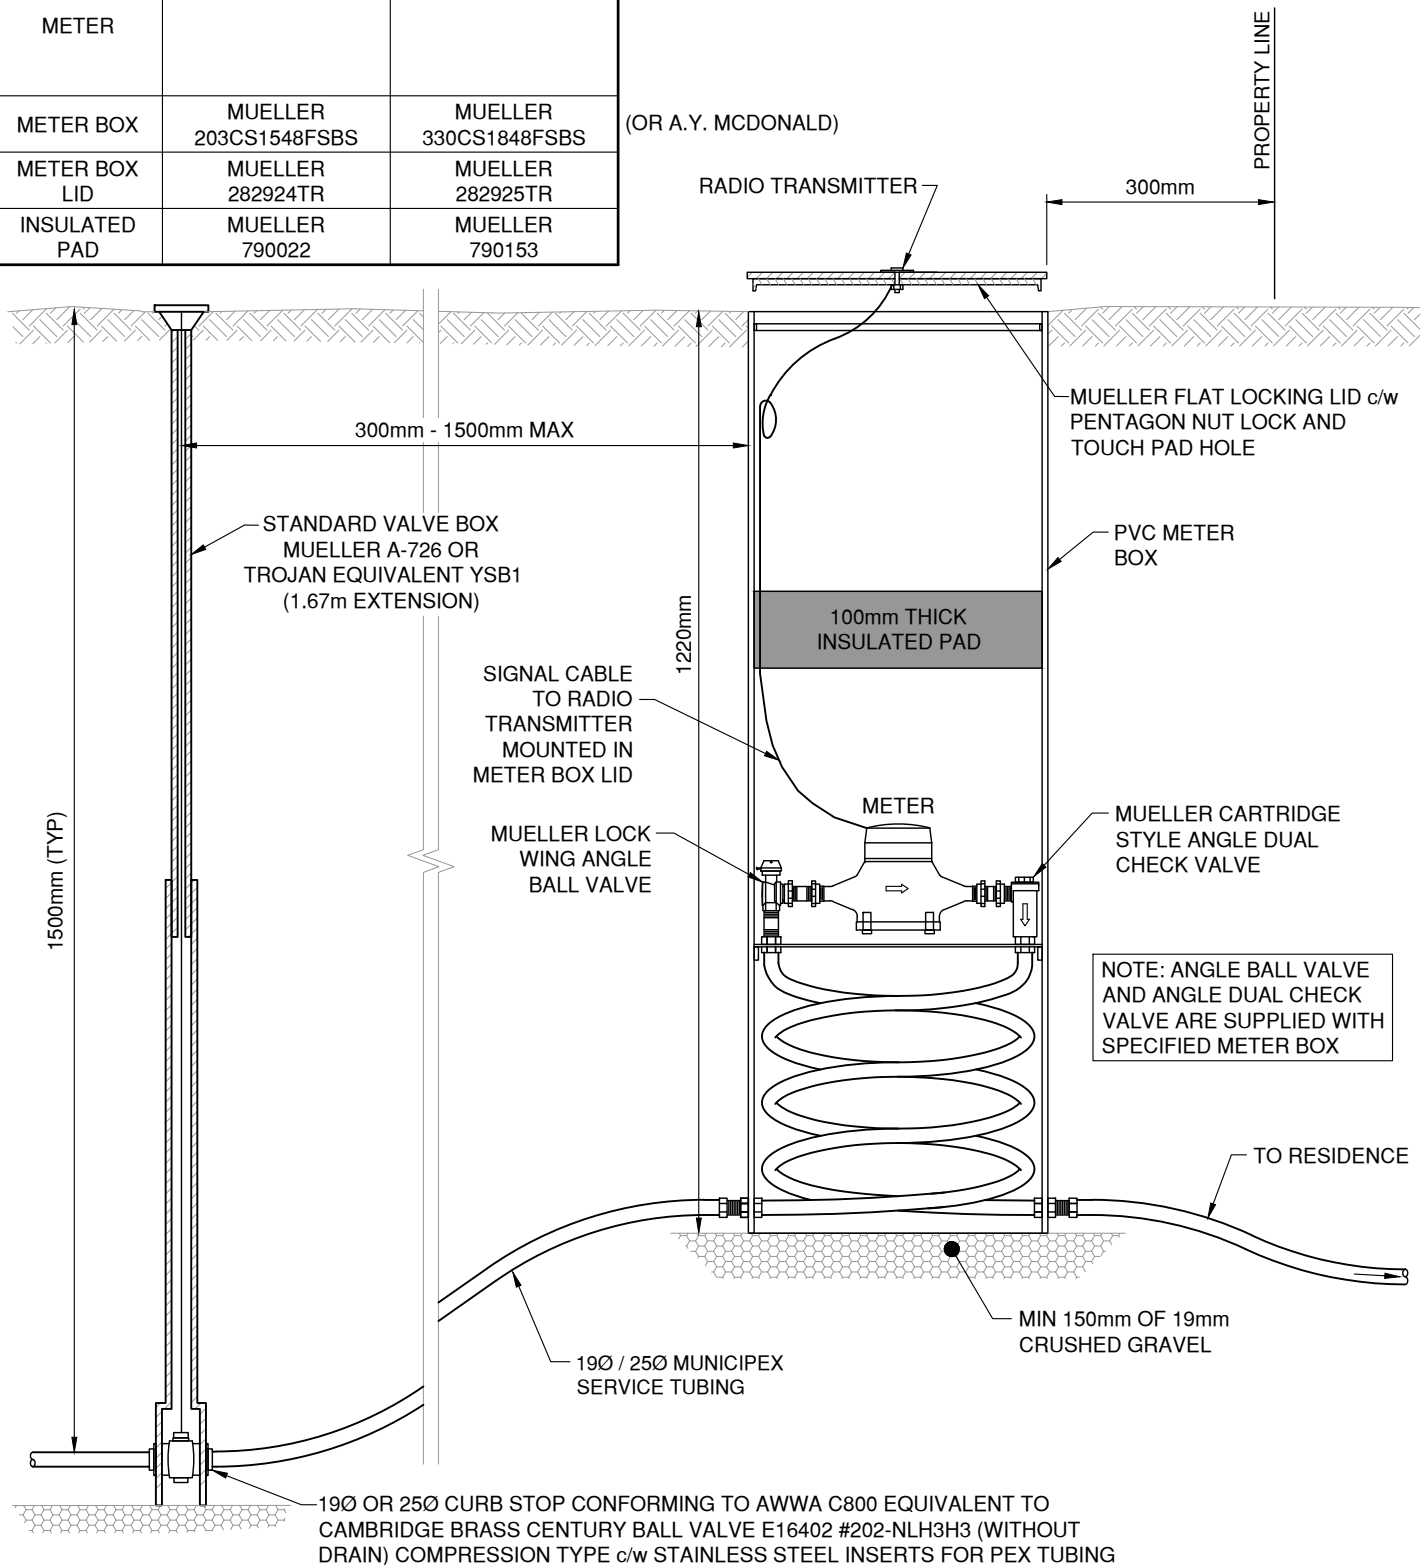 METER
METER BOX
MUELLER
203CS1548FSBS
MUELLER
330CS1848FSBS
(OR A.Y. MCDONALD)
METER BOX
LID
MUELLER
282924TR
MUELLER
282925TR
INSULATED
PAD
MUELLER
790022
MUELLER
790153
PROPERTY LINE
RADIO TRANSMITTER
300mm
MUELLER FLAT LOCKING LID c/w
PENTAGON NUT LOCK AND
TOUCH PAD HOLE
300mm - 1500mm MAX
STANDARD VALVE BOX
MUELLER A-726 OR
TROJAN EQUIVALENT YSB1
(1.67m EXTENSION)
PVC METER
BOX
100mm THICK
INSULATED PAD
1220mm
SIGNAL CABLE
TO RADIO
TRANSMITTER
MOUNTED IN
METER BOX LID
METER
MUELLER LOCK
WING ANGLE
BALL VALVE
MUELLER CARTRIDGE
STYLE ANGLE DUAL
CHECK VALVE
1500mm (TYP)
NOTE: ANGLE BALL VALVE
AND ANGLE DUAL CHECK
VALVE ARE SUPPLIED WITH
SPECIFIED METER BOX
TO RESIDENCE
MIN 150mm OF 19mm
CRUSHED GRAVEL
19Ø / 25Ø MUNICIPEX
SERVICE TUBING
19Ø OR 25Ø CURB STOP CONFORMING TO AWWA C800 EQUIVALENT TO
CAMBRIDGE BRASS CENTURY BALL VALVE E16402 #202-NLH3H3 (WITHOUT
DRAIN) COMPRESSION TYPE c/w STAINLESS STEEL INSERTS FOR PEX TUBING